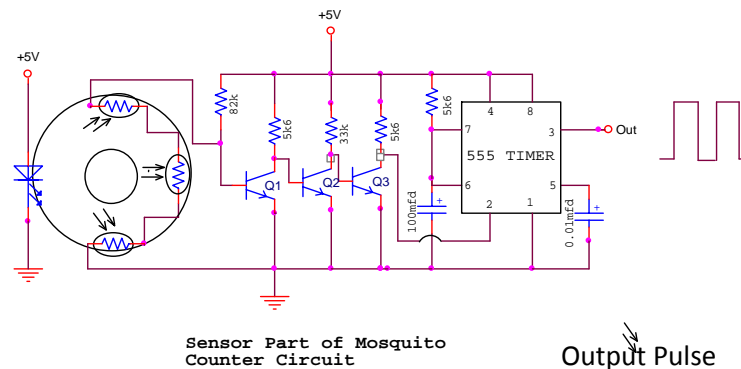 +5V
+5V
82k
5k6
33k
5k6
5k6
4
8
7
3
Out
555 TIMER
Q1
Q2
Q3
6
5
2
1
+
+
100mfd
0.01mfd
Sensor Part of Mosquito
Counter Circuit
Output Pulse